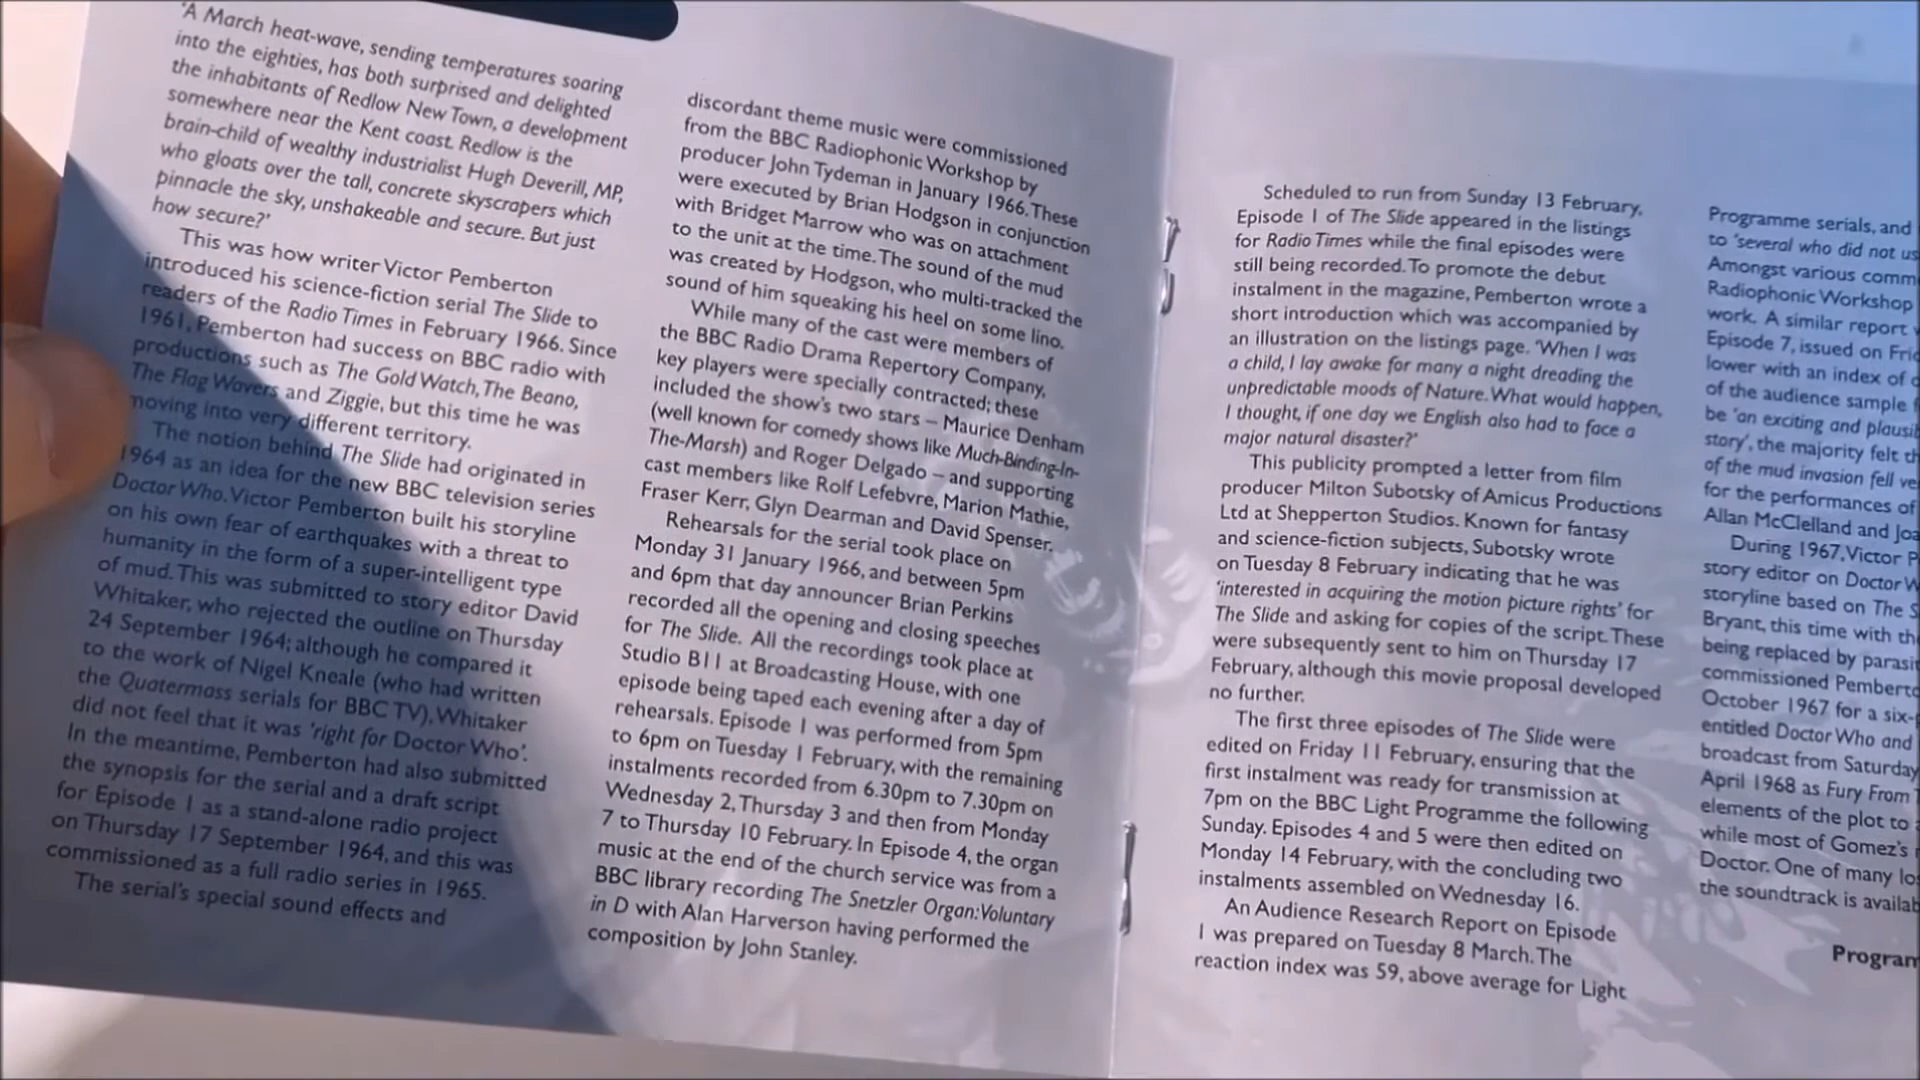 'A March heat-wave, sending temperatures soaring
into the eighties, has both surprised and delighted
the inhabitants of Redlow New Town, a development
somewhere near the Kent coast. Redlow is the
brain-child of wealthy industrialist Hugh Deverill, MP,
who gloats over the tall, concrete skyscrapers which
pinnacle the sky, unshakeable and secure. But just
how secure?'
This was how writer Victor Pemberton
introduced his science-fiction serial The Slide to
readers of the Radio Times in February 1966. Since
1961, Pemberton had success on BBC radio with
productions such as The Gold Watch, The Beano,
The Flag Wavers and Ziggie, but this time he was
moving into very different territory.
The notion behind The Slide had originated in
1964 as an idea for the new BBC television series
Doctor Who. Victor Pemberton built his storyline
on his own fear of earthquakes with a threat to
humanity in the form of a super-intelligent type
of mud. This was submitted to story editor David
Whitaker, who rejected the outline on Thursday
24 September 1964; although he compared it
to the work of Nigel Kneale (who had written
the Quatermass serials for BBC TV), Whitaker
did not feel that it was 'right for Doctor Who'.
In the meantime, Pemberton had also submitted
the synopsis for the serial and a draft script
for Episode 1 as a stand-alone radio project
on Thursday 17 September 1964, and this was
commissioned as a full radio series in 1965.
The serial's special sound effects and
discordant theme music were commissioned
from the BBC Radiophonic Workshop by
producer John Tydeman in January 1966. These
were executed by Brian Hodgson in conjunction
with Bridget Marrow who was on attachment
to the unit at the time. The sound of the mud
was created by Hodgson, who multi-tracked the
sound of him squeaking his heel on some lino.
While many of the cast were members of
the BBC Radio Drama Repertory Company,
key players were specially contracted; these
included the show's two stars – Maurice Denham
(well known for comedy shows like Much-Binding-In-
The-Marsh) and Roger Delgado – and supporting
cast members like Rolf Lefebvre, Marion Mathie,
Fraser Kerr, Glyn Dearman and David Spenser.
Rehearsals for the serial took place on
Monday 31 January 1966, and between 5pm
and 6pm that day announcer Brian Perkins
recorded all the opening and closing speeches
for The Slide. All the recordings took place at
Studio B11 at Broadcasting House, with one
episode being taped each evening after a day of
rehearsals. Episode 1 was performed from 5pm
to 6pm on Tuesday 1 February, with the remaining
instalments recorded from 6.30pm to 7.30pm on
Wednesday 2, Thursday 3 and then from Monday
7 to Thursday 10 February. In Episode 4, the organ
music at the end of the church service was from a
BBC library recording The Snetzler Organ: Voluntary
in D with Alan Harverson having performed the
composition by John Stanley.
Scheduled to run from Sunday 13 February,
Episode 1 of The Slide appeared in the listings
for Radio Times while the final episodes were
still being recorded. To promote the debut
instalment in the magazine, Pemberton wrote a
short introduction which was accompanied by
an illustration on the listings page. 'When I was
a child, I lay awake for many a night dreading the
unpredictable moods of Nature. What would happen,
I thought, if one day we English also had to face a
major natural disaster?'
This publicity prompted a letter from film
producer Milton Subotsky of Amicus Productions
Ltd at Shepperton Studios. Known for fantasy
and science-fiction subjects, Subotsky wrote
on Tuesday 8 February indicating that he was
'interested in acquiring the motion picture rights' for
The Slide and asking for copies of the script. These
were subsequently sent to him on Thursday 17
February, although this movie proposal developed
no further.
The first three episodes of The Slide were
edited on Friday 11 February, ensuring that the
first instalment was ready for transmission at
7pm on the BBC Light Programme the following
Sunday. Episodes 4 and 5 were then edited on
Monday 14 February, with the concluding two
instalments assembled on Wednesday 16.
An Audience Research Report on Episode
1 was prepared on Tuesday 8 March. The
reaction index was 59, above average for Light
Programme serials, and
to 'several who did not
Amongst various
Radiophonic Workshop
work. A similar report
Episode 7, issued on
lower with an index of
of the audience sample
be 'an exciting and
story', the majority felt
of the mud invasion fell
for the performances of
Allan McClelland and
During 1967, Victor
story editor on Doctor
storyline based on The
Bryant, this time with
being replaced by
commissioned
October 1967 for a
entitled Doctor Who and
broadcast from Saturday
April 1968 as Fury From
elements of the plot to
while most of Gomez's
Doctor. One of many
the soundtrack is